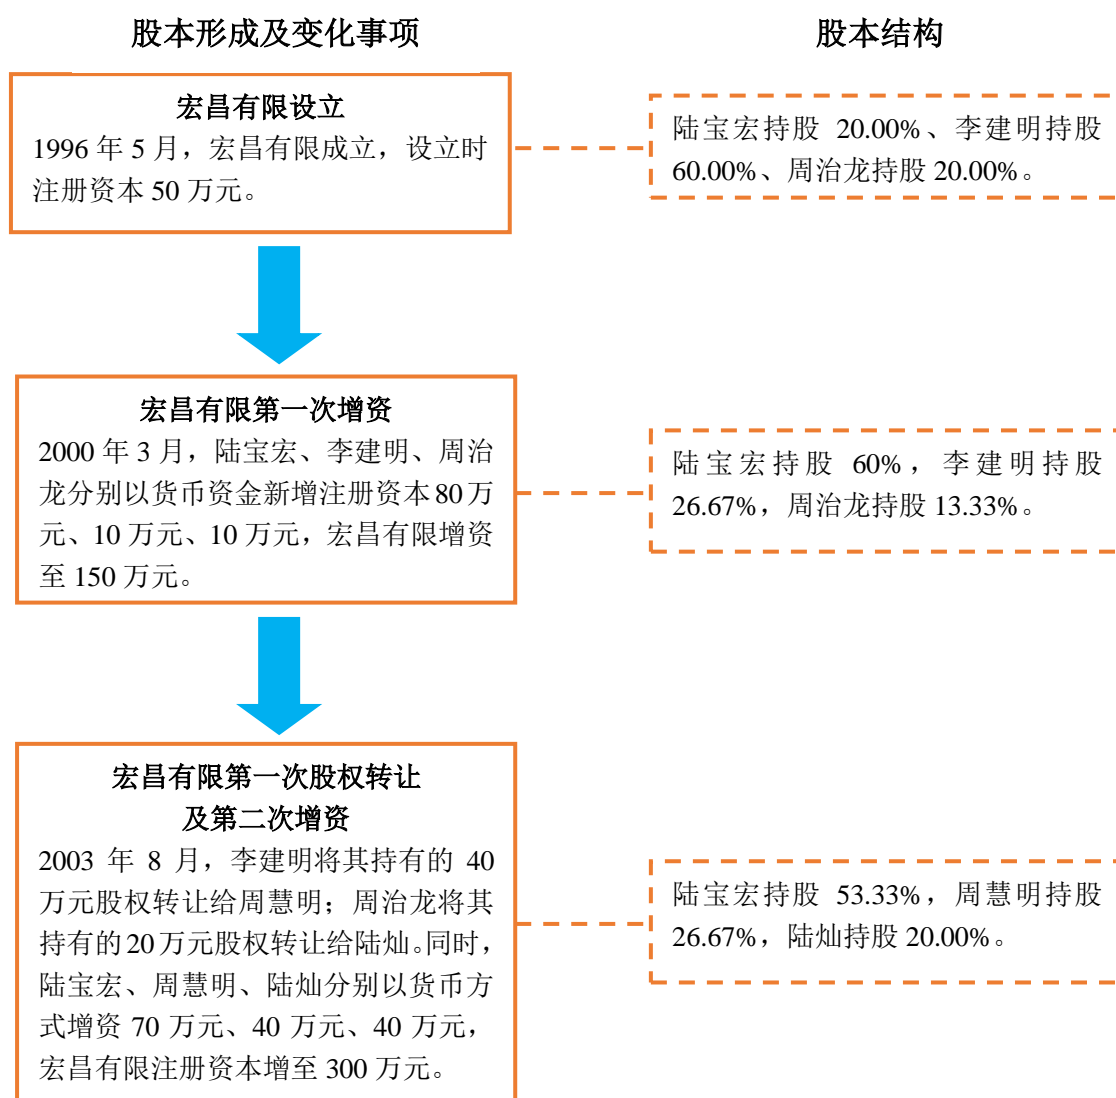 股本形成及变化事项
股本结构
宏昌有限设立
1996 年 5 月，宏昌有限成立，设立时
注册资本 50 万元。
陆宝宏持股 20.00%、李建明持股
60.00%、周治龙持股 20.00%。
宏昌有限第一次增资
2000 年 3 月，陆宝宏、李建明、周治
龙分别以货币资金新增注册资本 80 万
元、10 万元、10 万元，宏昌有限增资
至 150 万元。
陆宝宏持股 60%，李建明持股
26.67%，周治龙持股 13.33%。
宏昌有限第一次股权转让
及第二次增资
2003 年 8 月，李建明将其持有的 40
万元股权转让给周慧明；周治龙将其
持有的 20 万元股权转让给陆灿。同时，
陆宝宏、周慧明、陆灿分别以货币方
式增资 70 万元、40 万元、40 万元，
宏昌有限注册资本增至 300 万元。
陆宝宏持股 53.33%，周慧明持股
26.67%，陆灿持股 20.00%。